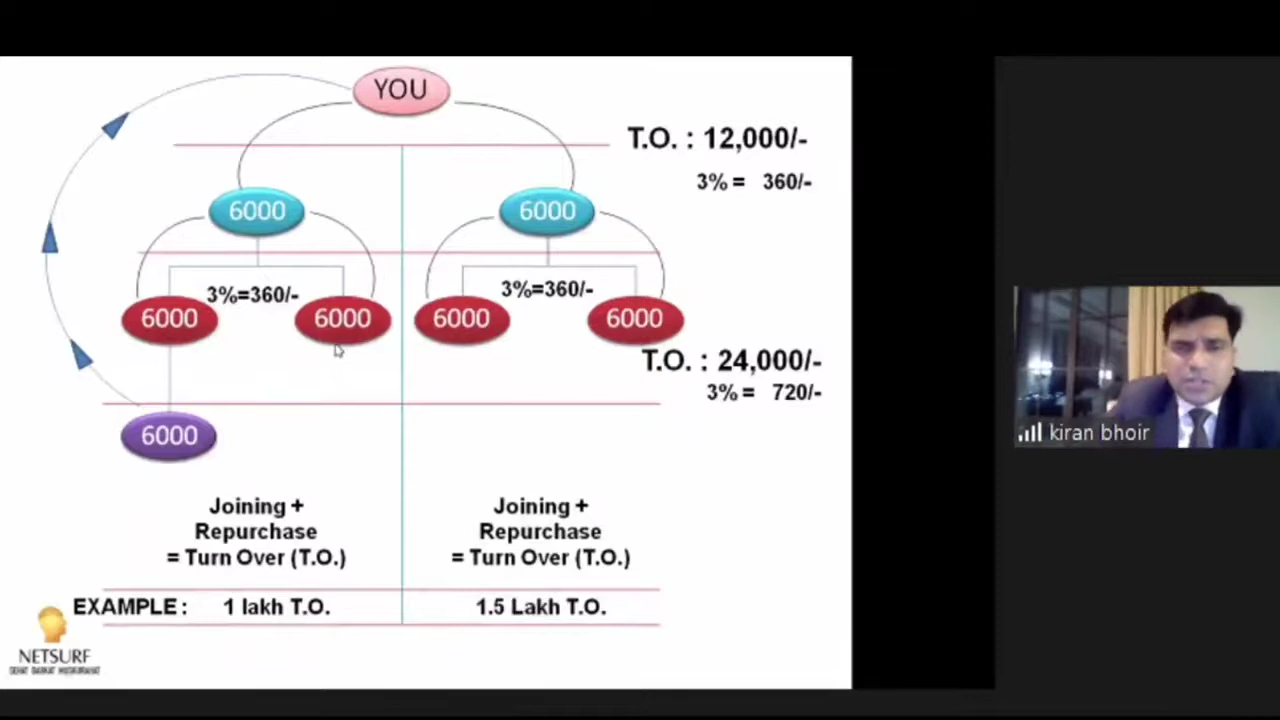 YOU
T.O. : 12,000/-
3% = 360/-
6000
6000
3%=360/-
3%=360/-
6000
6000
6000
6000
T.O. : 24,000/-
3% = 720/-
6000
Joining +
Repurchase
= Turn Over (T.O.)
Joining +
Repurchase
= Turn Over (T.O.)
EXAMPLE : 1 lakh T.O. 1.5 Lakh T.O.
NETSURF
kiran bhoir